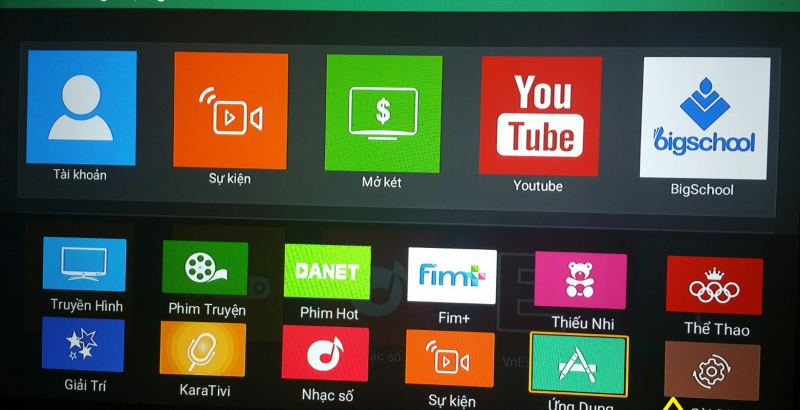 Tài khoản
Sự kiện
$
Mở két
You
Tube
Youtube
bigschool
BigSchool
Truyền Hình
Phim Truyện
DANET
Phim Hot
Fim+
Fim+
Thiếu Nhi
Thể Thao
Giải Trí
KaraTivi
Nhạc số
Sự kiện
Ứng Dụng